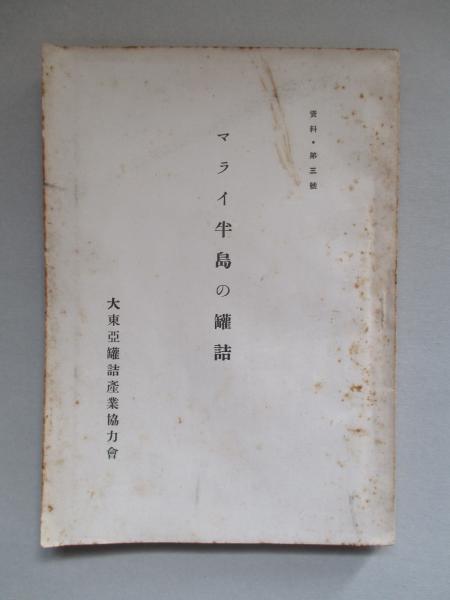 資料・第三號
マライ半島の罐詰
大東亞罐詰產業協力會